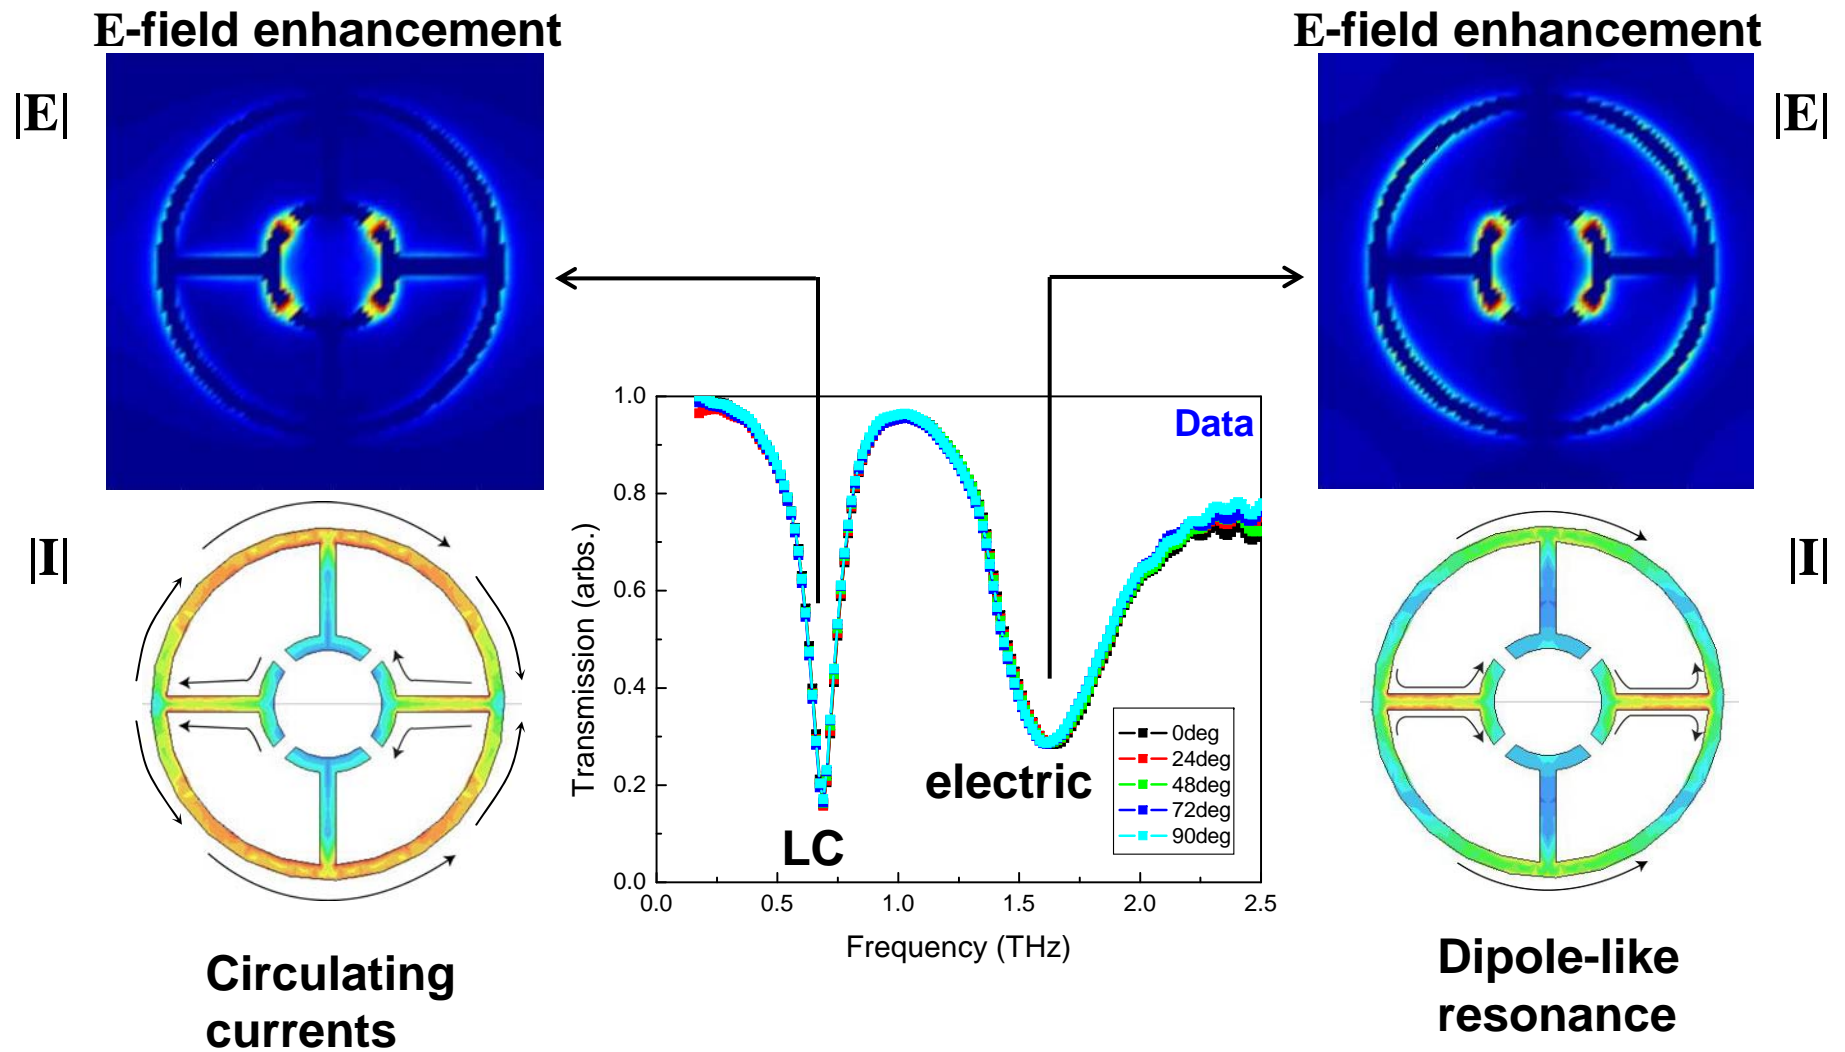 E-field enhancement
E-field enhancement
|E|
|E|
1.0
0.8
0.6
0.4
0.2
0.0
Transmission (arbs.)
Data
|I|
|I|
0deg
24deg
48deg
72deg
90deg
electric
LC
0.0
0.5
1.0
1.5
2.0
2.5
Frequency (THz)
Circulating
currents
Dipole-like
resonance